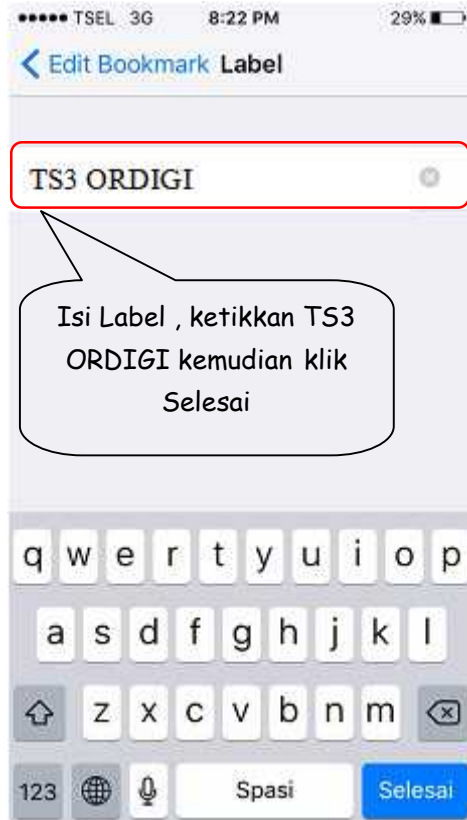 TSEL 3G 8:22 PM 29%
Edit Bookmark Label
TS3 ORDIGI
Isi Label , ketikkan TS3
ORDIGI kemudian klik
Selesai
q w e r t y u i o p
a s d f g h j k l
z x c v b n m
123 Spasi Selesai